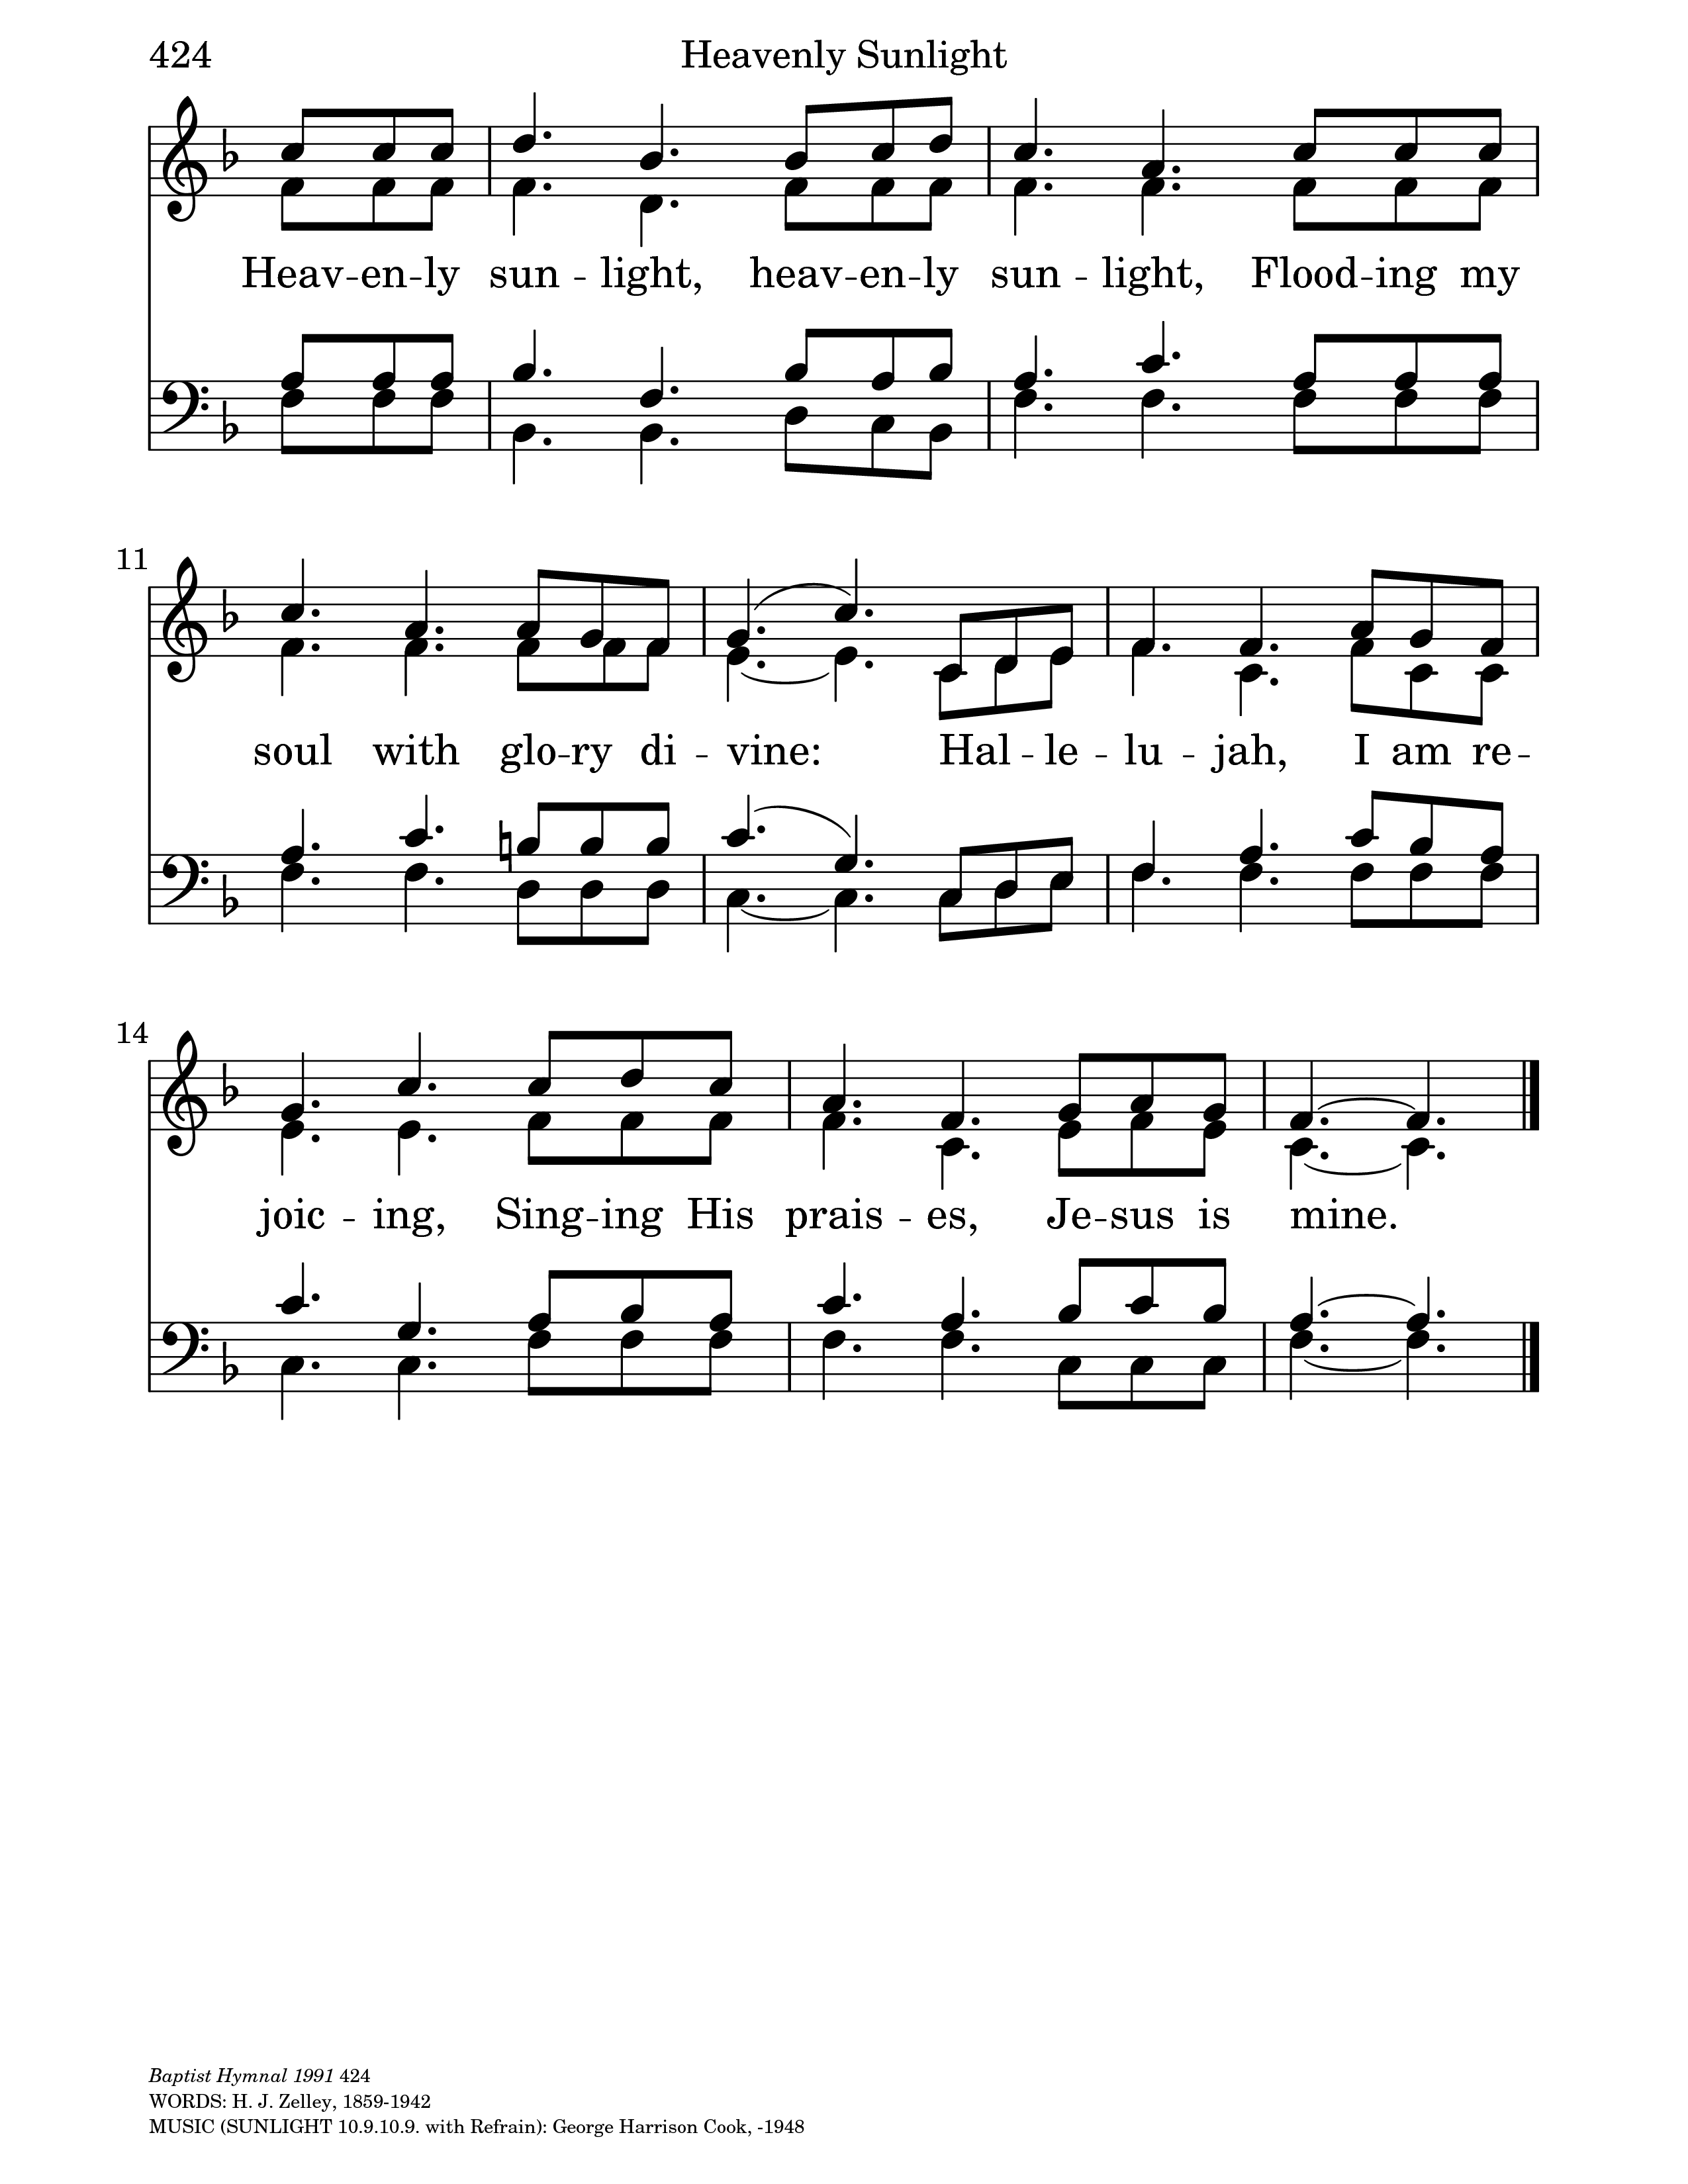 424 Heavenly Sunlight
Heav -- en -- ly sun -- light, heav -- en -- ly sun -- light, Flood -- ing my
11
soul with glo -- ry di -- vine: Hal -- le -- lu -- jah, I am re --
14
joic -- ing, Sing -- ing His prais -- es, Je -- sus is mine.
Baptist Hymnal 1991 424
WORDS: H. J. Zelley, 1859-1942
MUSIC (SUNLIGHT 10.9.10.9. with Refrain): George Harrison Cook, -1948